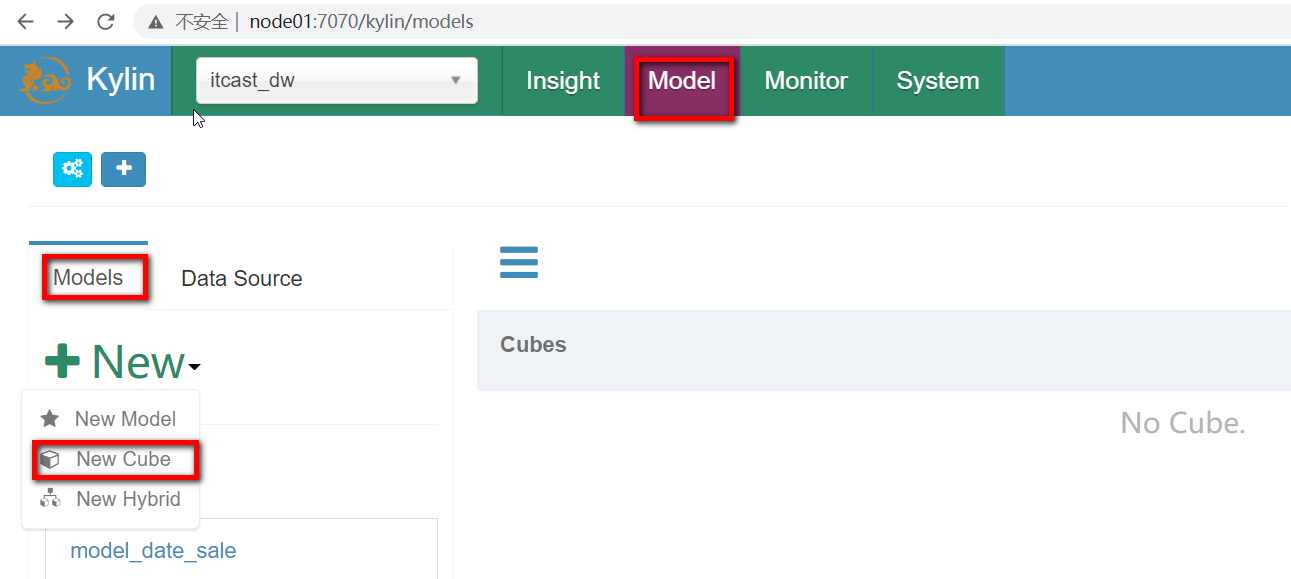 不安全 node01:7070/kylin/models
Kylin itcast_dw Insight Model Monitor System
Models Data Source
New
New Model
New Cube
New Hybrid
model_date_sale
Cubes
No Cube.